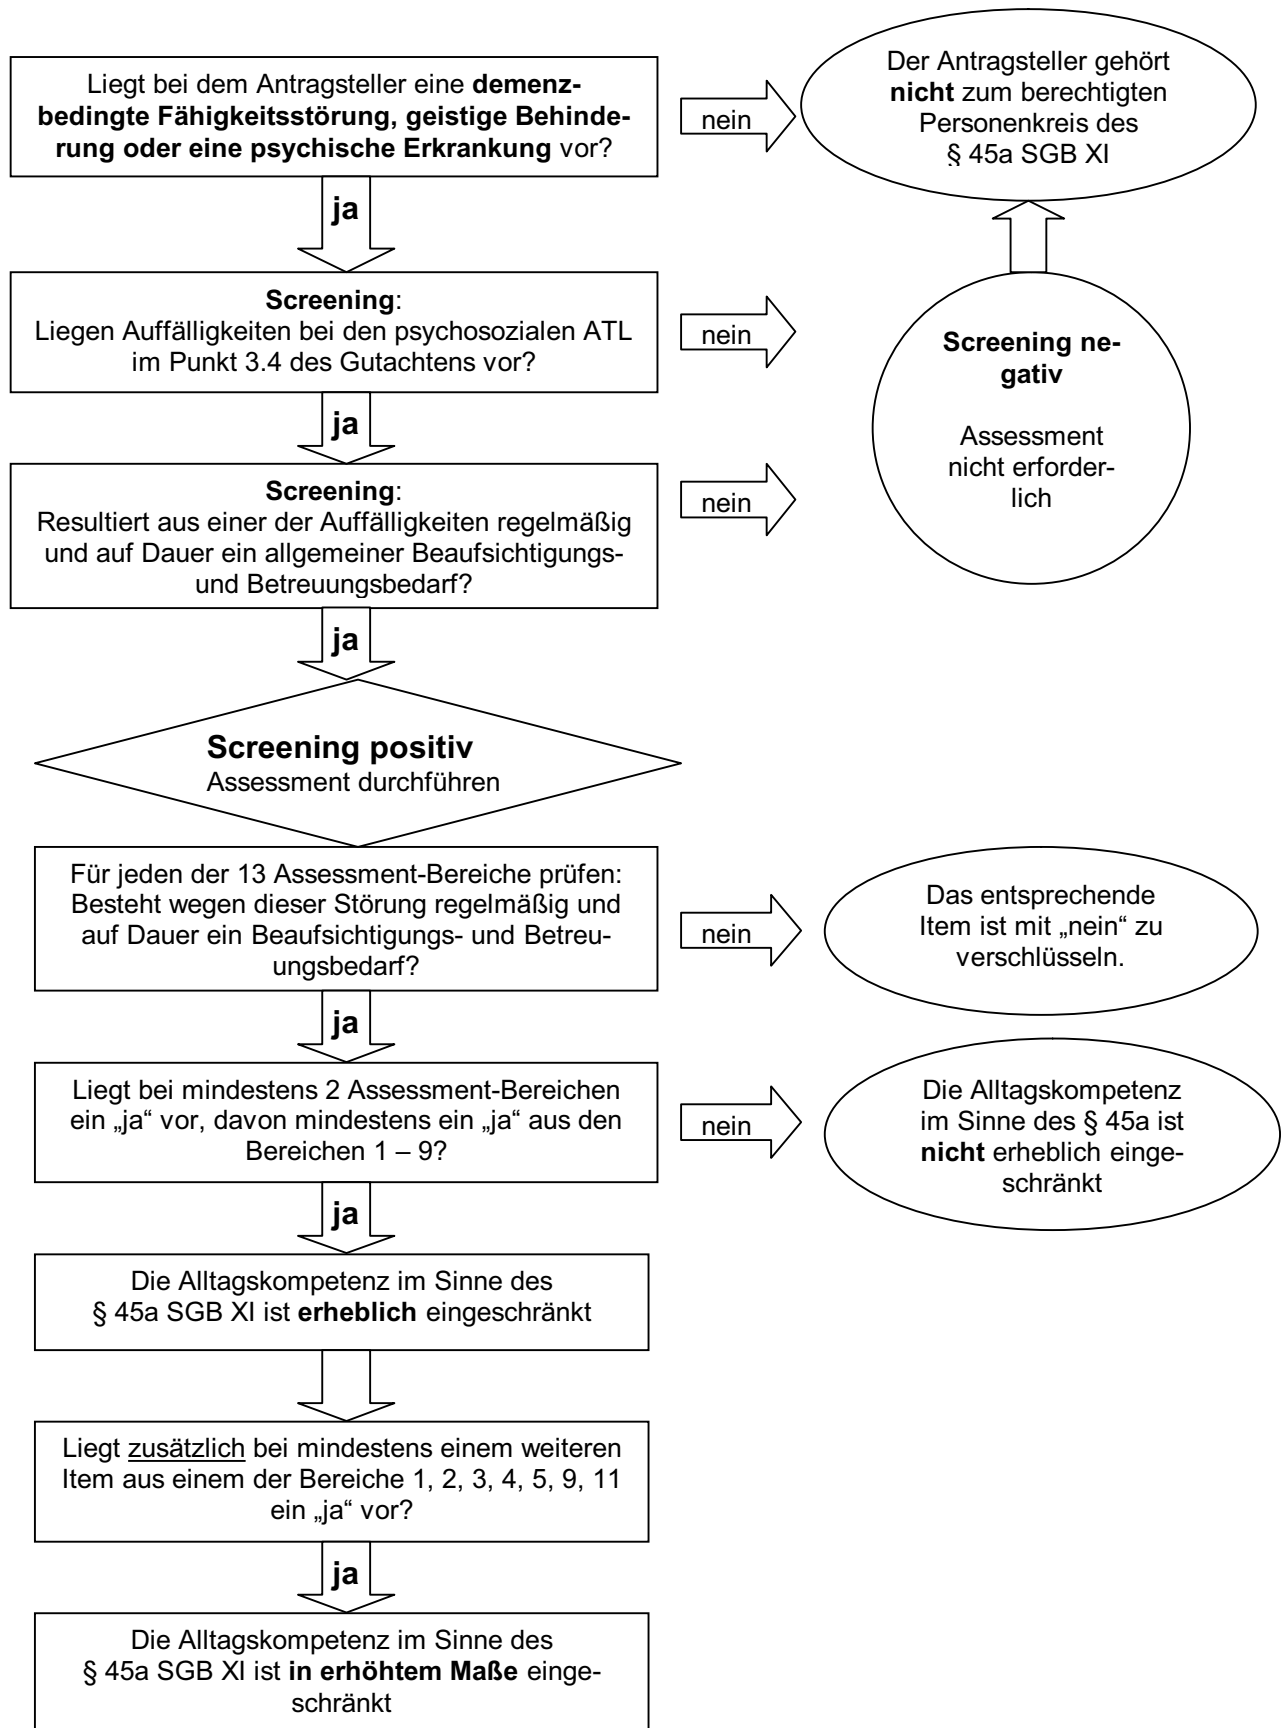 Liegt bei dem Antragsteller eine demenz-
bedingte Fähigkeitsstörung, geistige Behinde-
rung oder eine psychische Erkrankung vor?
nein
Der Antragsteller gehört
nicht zum berechtigten
Personenkreis des
§ 45a SGB XI
ja
Screening:
Liegen Auffälligkeiten bei den psychosozialen ATL
im Punkt 3.4 des Gutachtens vor?
nein
Screening ne-
gativ
Assessment
nicht erforder-
lich
ja
Screening:
Resultiert aus einer der Auffälligkeiten regelmäßig
und auf Dauer ein allgemeiner Beaufsichtigungs-
und Betreuungsbedarf?
nein
ja
Screening positiv
Assessment durchführen
Für jeden der 13 Assessment-Bereiche prüfen:
Besteht wegen dieser Störung regelmäßig und
auf Dauer ein Beaufsichtigungs- und Betreu-
ungsbedarf?
nein
Das entsprechende
Item ist mit „nein“ zu
verschlüsseln.
ja
Liegt bei mindestens 2 Assessment-Bereichen
ein „ja“ vor, davon mindestens ein „ja“ aus den
Bereichen 1 – 9?
nein
Die Alltagskompetenz
im Sinne des § 45a ist
nicht erheblich einge-
schränkt
ja
Die Alltagskompetenz im Sinne des
§ 45a SGB XI ist erheblich eingeschränkt
Liegt zusätzlich bei mindestens einem weiteren
Item aus einem der Bereiche 1, 2, 3, 4, 5, 9, 11
ein „ja“ vor?
ja
Die Alltagskompetenz im Sinne des
§ 45a SGB XI ist in erhöhtem Maße einge-
schränkt